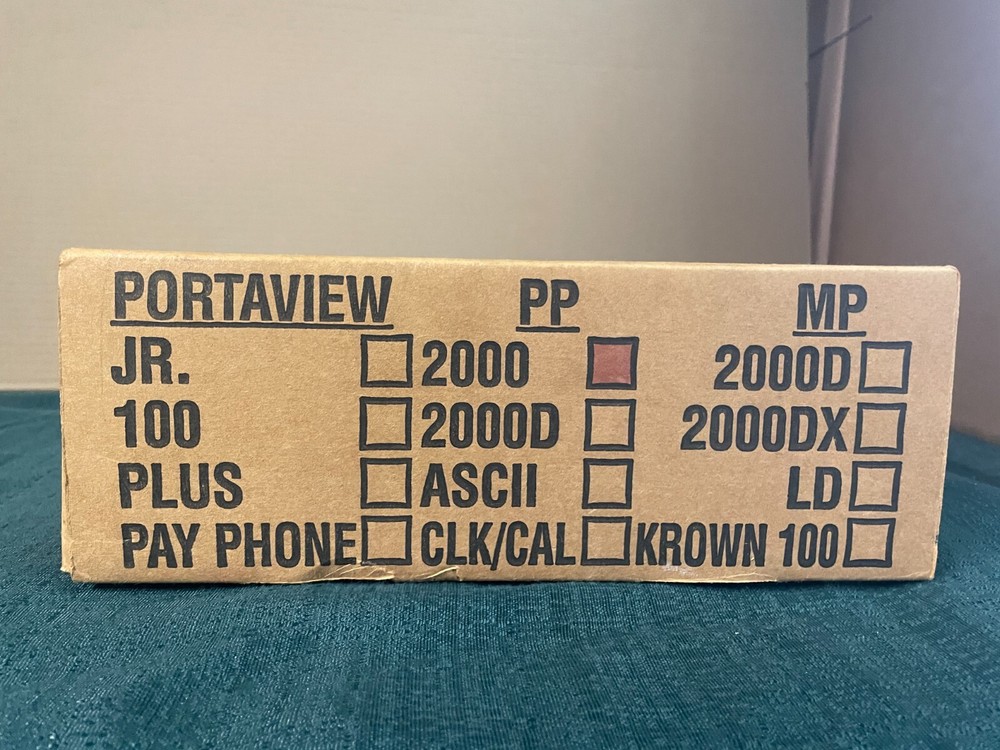 PORTAVIEW PP MP
JR. 2000 2000D
100 2000D 2000DX
PLUS ASCII LD
PAY PHONE CLK/CAL KROWN 100